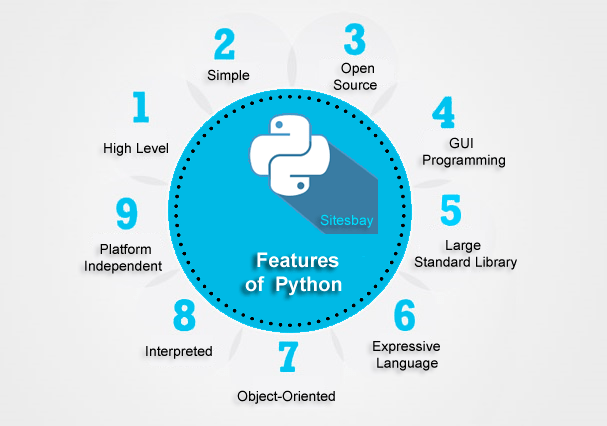 1
High Level
2
Simple
3
Open
Source
4
GUI
Programming
5
Large
Standard Library
6
Expressive
Language
7
Object-Oriented
8
Interpreted
9
Platform
Independent
Sitesbay
Features
of Python